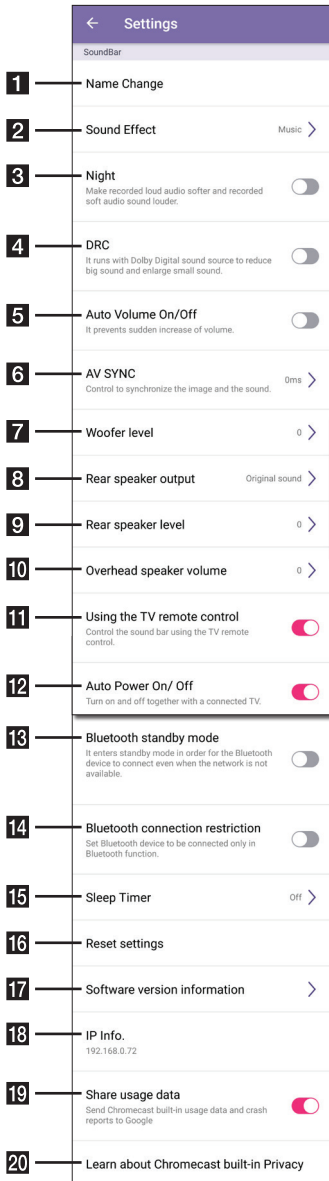 Settings
SoundBar
1 Name Change
2 Sound Effect Music
3 Night
Make recorded loud audio softer and recorded
soft audio sound louder.
4 DRC
It runs with Dolby Digital sound source to reduce
big sound and enlarge small sound.
5 Auto Volume On/Off
It prevents sudden increase of volume.
6 AV SYNC 0ms
Control to synchronize the image and the sound.
7 Woofer level 0
8 Rear speaker output Original sound
9 Rear speaker level 0
10 Overhead speaker volume 0
11 Using the TV remote control
Control the sound bar using the TV remote
control.
12 Auto Power On/ Off
Turn on and off together with a connected TV.
13 Bluetooth standby mode
It enters standby mode in order for the Bluetooth
device to connect even when the network is not
available.
14 Bluetooth connection restriction
Set Bluetooth device to be connected only in
Bluetooth function.
15 Sleep Timer Off
16 Reset settings
17 Software version information
18 IP Info.
192.168.0.72
19 Share usage data
Send Chromecast built-in usage data and crash
reports to Google
20 Learn about Chromecast built-in Privacy